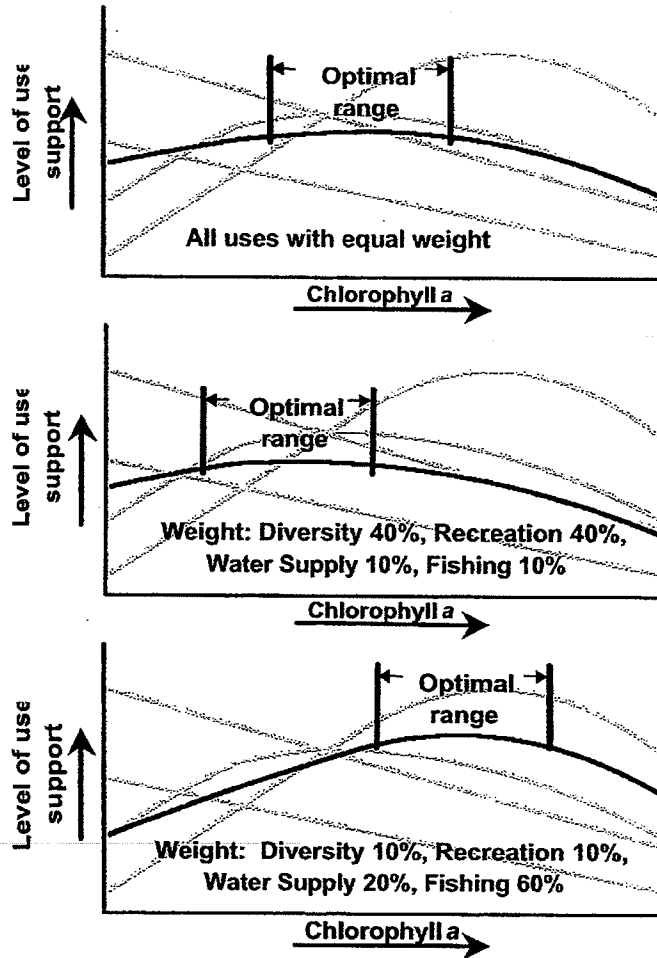 Level of use
support
Optimal
range
All uses with equal weight
Chlorophyll a
Level of use
support
Optimal
range
Weight: Diversity 40%, Recreation 40%,
Water Supply 10%, Fishing 10%
Chlorophyll a
Level of use
support
Optimal
range
Weight: Diversity 10%, Recreation 10%,
Water Supply 20%, Fishing 60%
Chlorophyll a